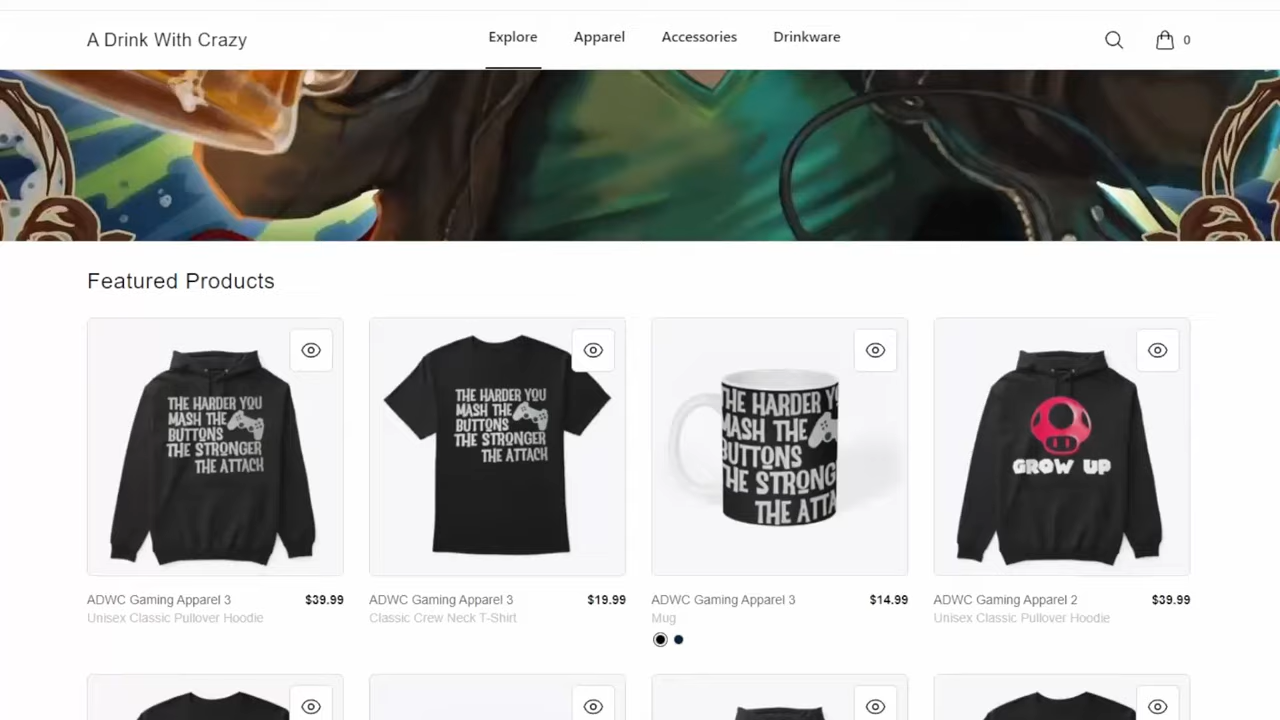 A Drink With Crazy
Explore
Apparel
Accessories
Drinkware
0
Featured Products
THE HARDER YOU
MASH THE
BUTTONS
THE STRONGER
THE ATTACK
THE HARDER YOU
MASH THE
BUTTONS
THE STRONGER
THE ATTACK
THE HARDER YO
MASH THE
BUTTONS
THE STRONG
THE ATTA
GROW UP
ADWC Gaming Apparel 3
$39.99
Unisex Classic Pullover Hoodie
ADWC Gaming Apparel 3
$19.99
Classic Crew Neck T-Shirt
ADWC Gaming Apparel 3
$14.99
Mug
ADWC Gaming Apparel 2
$39.99
Unisex Classic Pullover Hoodie